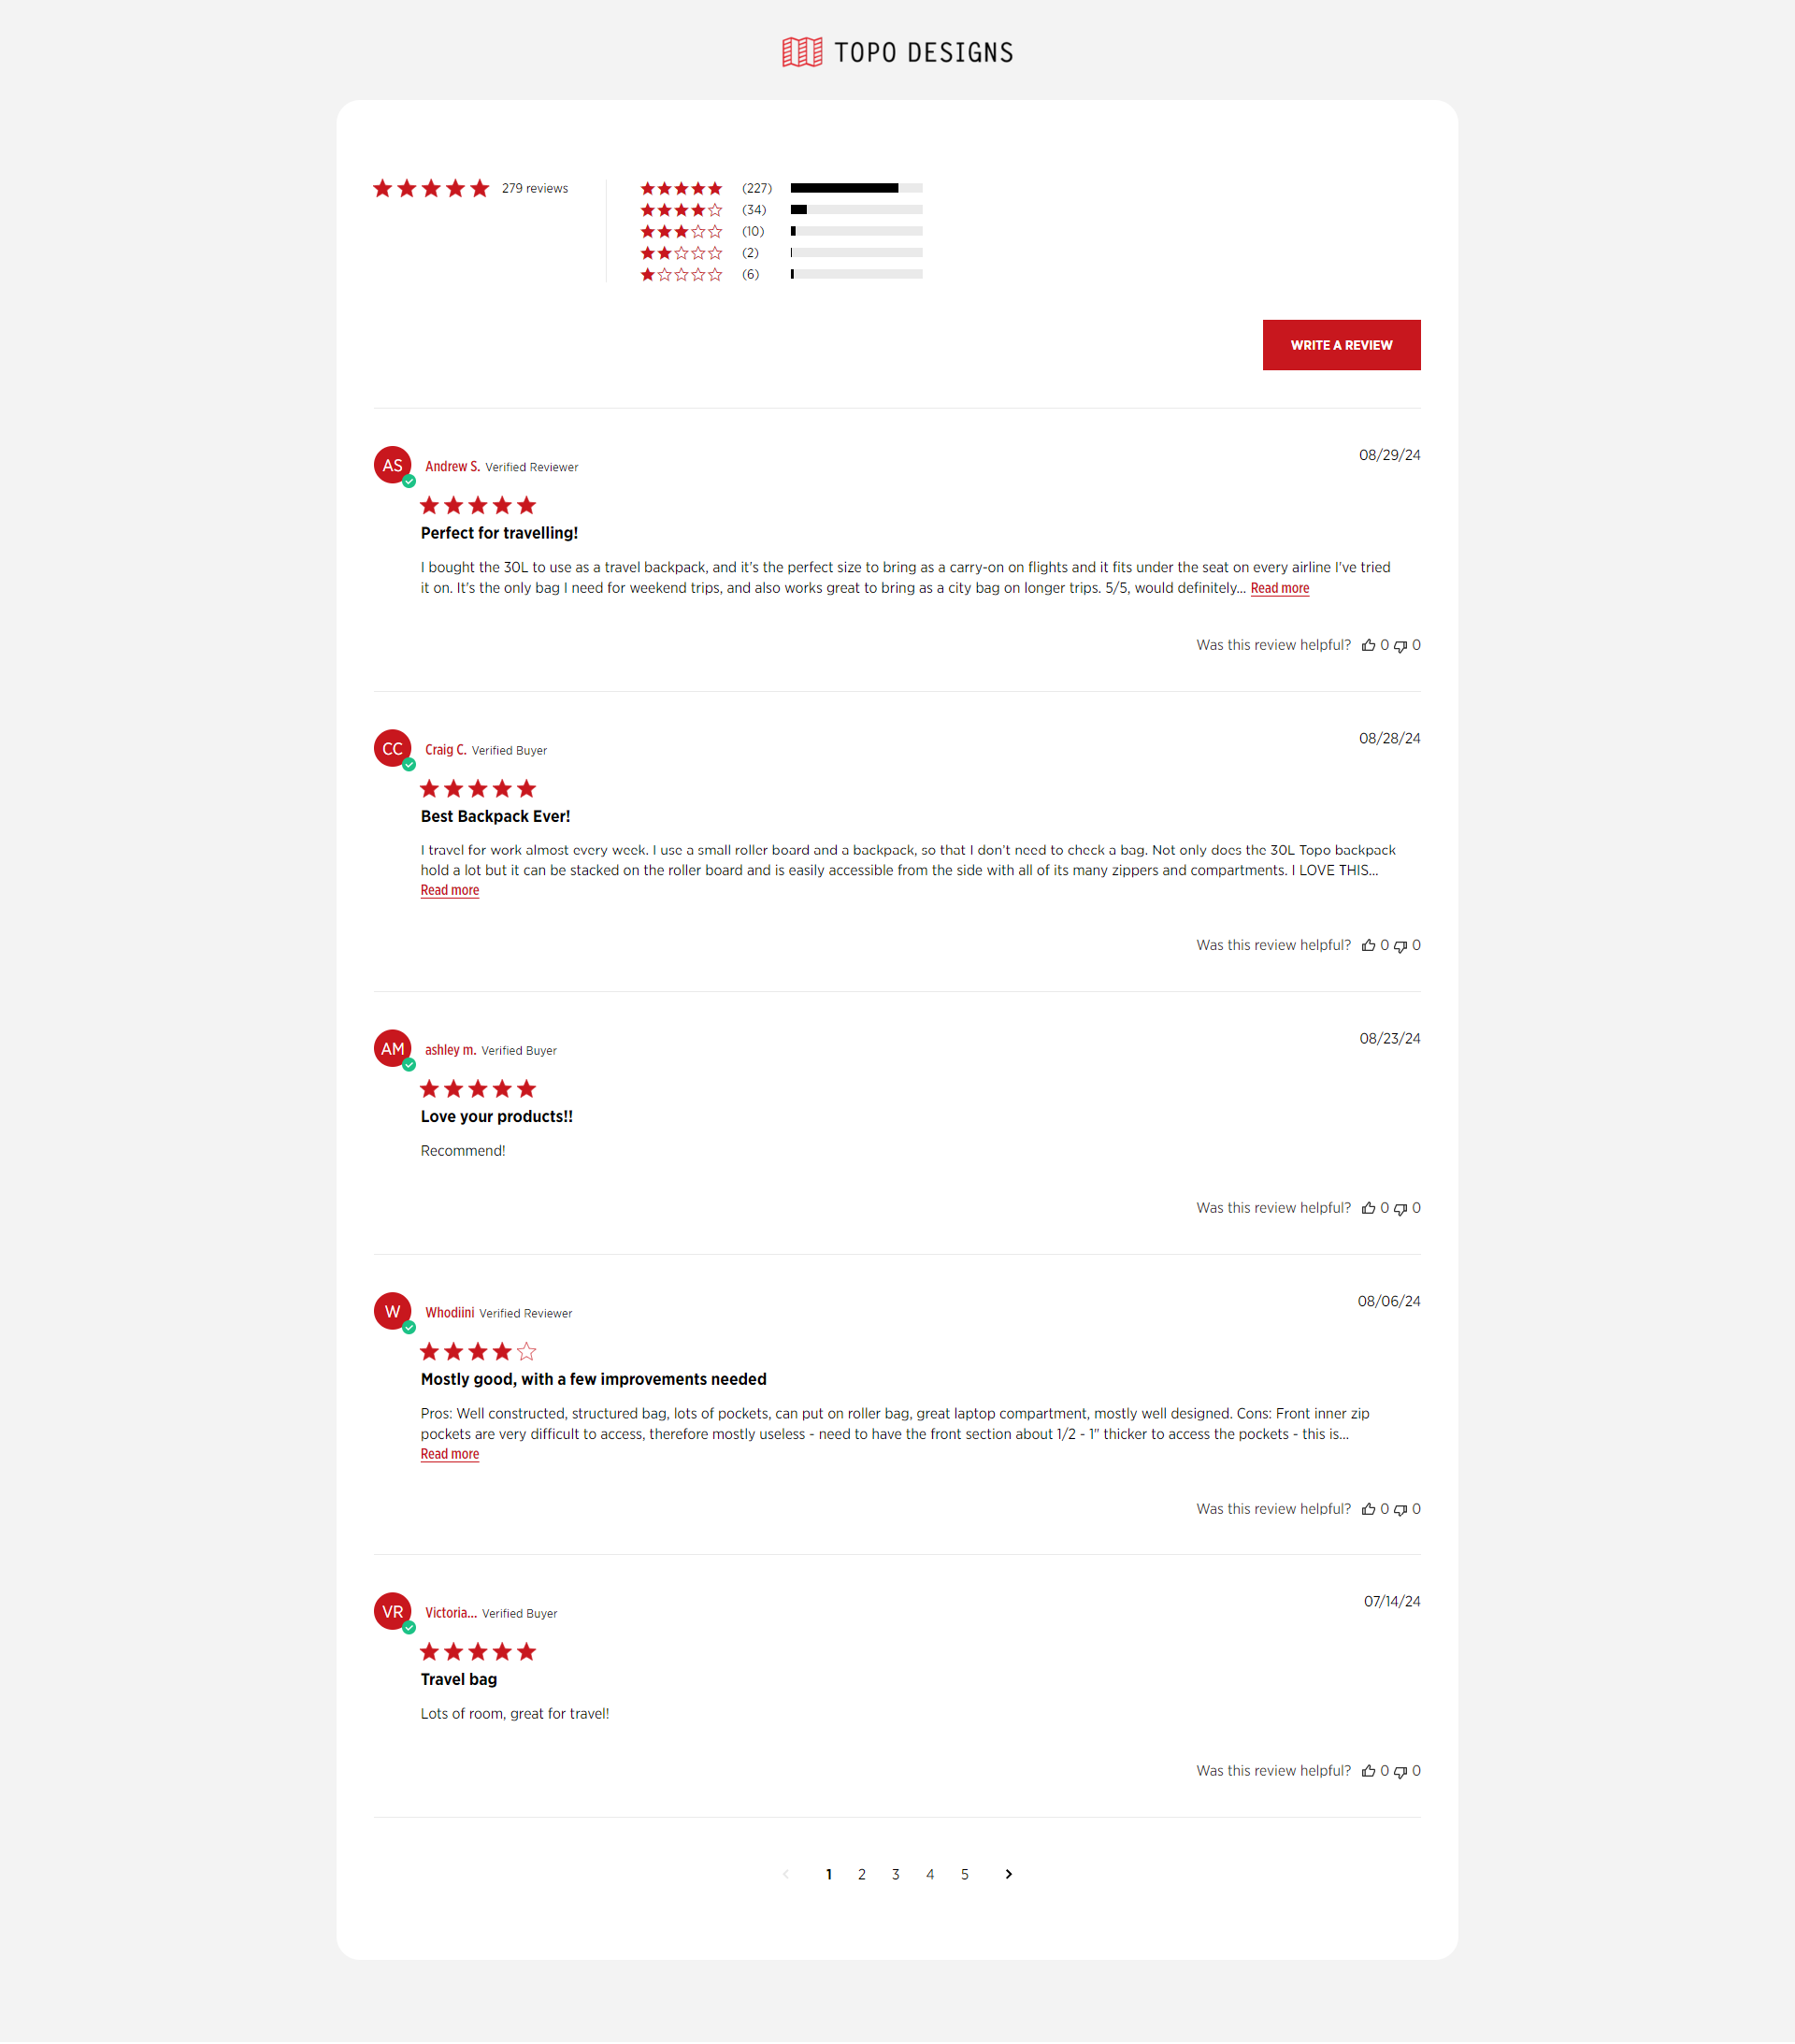 TOPO DESIGNS
279 reviews
(227)
(34)
(10)
(2)
(6)
WRITE A REVIEW
AS
Andrew S. Verified Reviewer
08/29/24
Perfect for travelling!
I bought the 30L to use as a travel backpack, and it's the perfect size to bring as a carry-on on flights and it fits under the seat on every airline I've tried
it on. It's the only bag I need for weekend trips, and also works great to bring as a city bag on longer trips. 5/5, would definitely... Read more
Was this review helpful? 0 0
CC
Craig C. Verified Buyer
08/28/24
Best Backpack Ever!
I travel for work almost every week. I use a small roller board and a backpack, so that I don't need to check a bag. Not only does the 30L Topo backpack
hold a lot but it can be stacked on the roller board and is easily accessible from the side with all of its many zippers and compartments. I LOVE THIS...
Read more
Was this review helpful? 0 0
AM
ashley m. Verified Buyer
08/23/24
Love your products!!
Recommend!
Was this review helpful? 0 0
W
Whodiini Verified Reviewer
08/06/24
Mostly good, with a few improvements needed
Pros: Well constructed, structured bag, lots of pockets, can put on roller bag, great laptop compartment, mostly well designed. Cons: Front inner zip
pockets are very difficult to access, therefore mostly useless - need to have the front section about 1/2 - 1" thicker to access the pockets - this is...
Read more
Was this review helpful? 0 0
VR
Victoria... Verified Buyer
07/14/24
Travel bag
Lots of room, great for travel!
Was this review helpful? 0 0
1 2 3 4 5